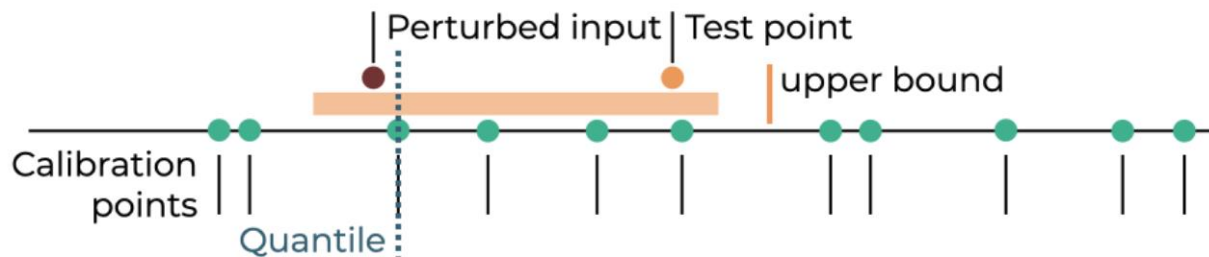 Perturbed input
Test point
upper bound
Calibration
points
Quantile